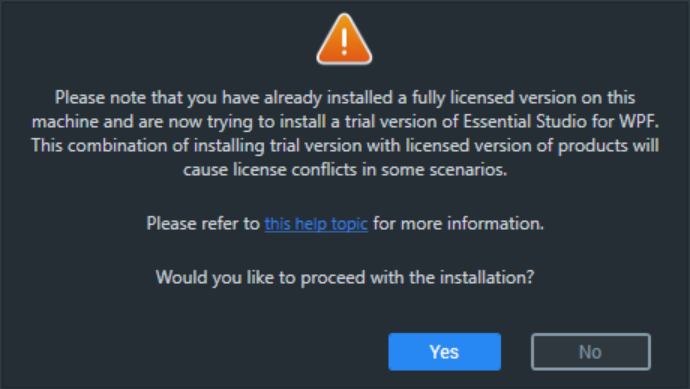 Please note that you have already installed a fully licensed version on this
machine and are now trying to install a trial version of Essential Studio for WPF.
This combination of installing trial version with licensed version of products will
cause license conflicts in some scenarios.
Please refer to this help topic for more information.
Would you like to proceed with the installation?
Yes
No